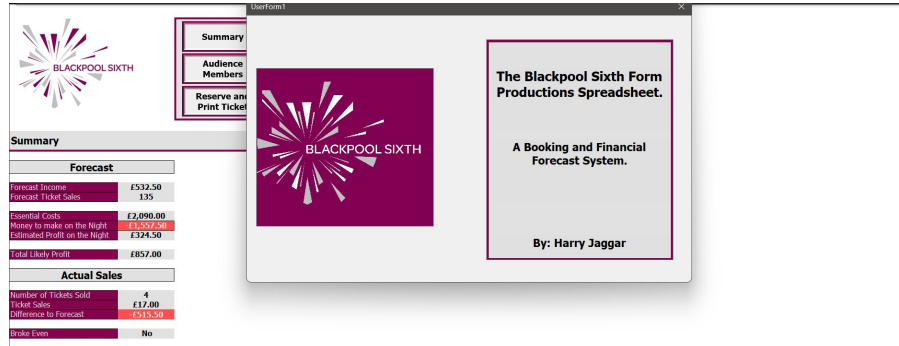 UserForm1
BLACKPOOL SIXTH
Summary
Audience
Members
Reserve and
Print Ticket
Summary
Forecast
Forecast Income £532.50
Forecast Ticket Sales 135
Essential Costs £2,090.00
Money to make on the Night -£1,557.50
Estimated Profit on the Night £324.50
Total Likely Profit £857.00
Actual Sales
Number of Tickets Sold 4
Ticket Sales £17.00
Difference to Forecast -£515.50
Broke Even No
BLACKPOOL SIXTH
The Blackpool Sixth Form
Productions Spreadsheet.
A Booking and Financial
Forecast System.
By: Harry Jaggar